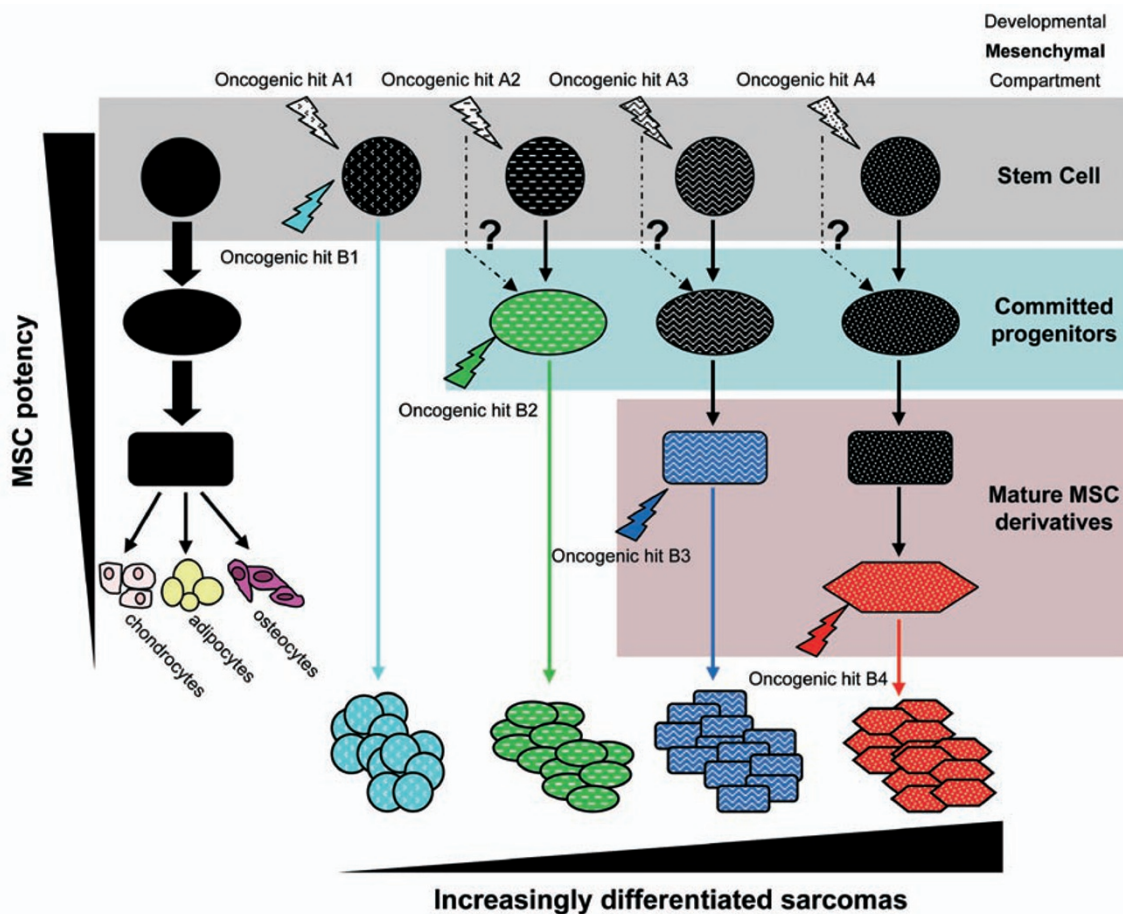 Developmental
Mesenchymal
Compartment
Oncogenic hit A1
Oncogenic hit A2
Oncogenic hit A3
Oncogenic hit A4
Stem Cell
Oncogenic hit B1
?
?
?
MSC potency
Committed
progenitors
Oncogenic hit B2
Mature MSC
derivatives
Oncogenic hit B3
chondrocytes
adipocytes
osteocytes
Oncogenic hit B4
Increasingly differentiated sarcomas